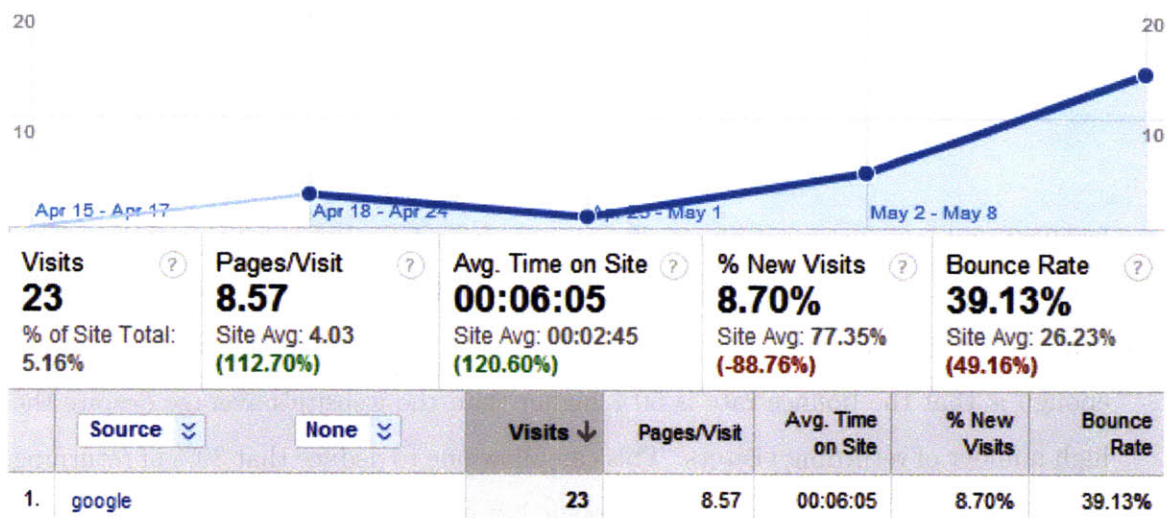 20
20
10
10
Apr 15 - Apr 17
Apr 18 - Apr 24
Apr 25 - May 1
May 2 - May 8
Visits ?
Pages/Visit ?
Avg. Time on Site ?
% New Visits ?
Bounce Rate ?
23
8.57
00:06:05
8.70%
39.13%
% of Site Total:
Site Avg: 4.03
Site Avg: 00:02:45
Site Avg: 77.35%
Site Avg: 26.23%
5.16%
(112.70%)
(120.60%)
(-88.76%)
(49.16%)
Source
None
Visits ↓
Pages/Visit
Avg. Time
on Site
% New
Visits
Bounce
Rate
1. google 23 8.57 00:06:05 8.70% 39.13%